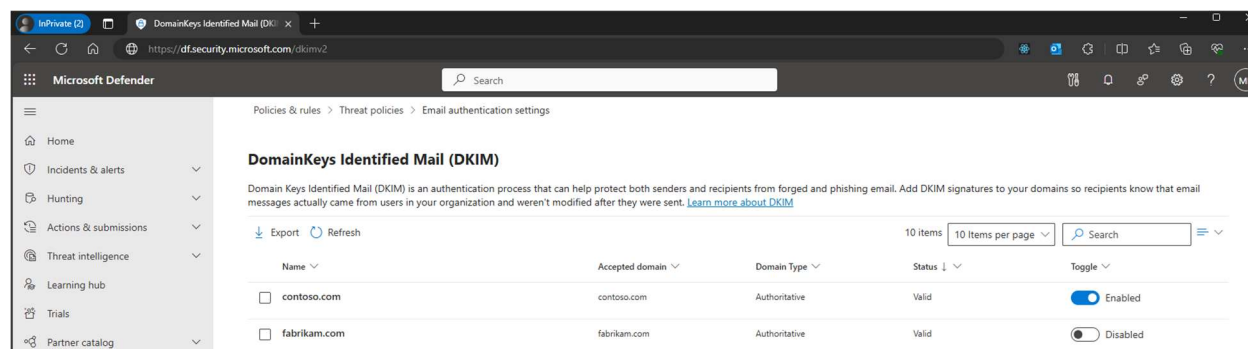 InPrivate (2) DomainKeys Identified Mail (DKI
https://df.security.microsoft.com/dkimv2
Microsoft Defender Search
Policies & rules > Threat policies > Email authentication settings
Home
DomainKeys Identified Mail (DKIM)
Incidents & alerts
Domain Keys Identified Mail (DKIM) is an authentication process that can help protect both senders and recipients from forged and phishing email. Add DKIM signatures to your domains so recipients know that email
Hunting
messages actually came from users in your organization and weren't modified after they were sent. Learn more about DKIM
Actions & submissions
Export Refresh 10 items 10 Items per page Search
Threat intelligence
Name Accepted domain Domain Type Status ↓ Toggle
Learning hub
contoso.com contoso.com Authoritative Valid Enabled
Trials
fabrikam.com fabrikam.com Authoritative Valid Disabled
Partner catalog